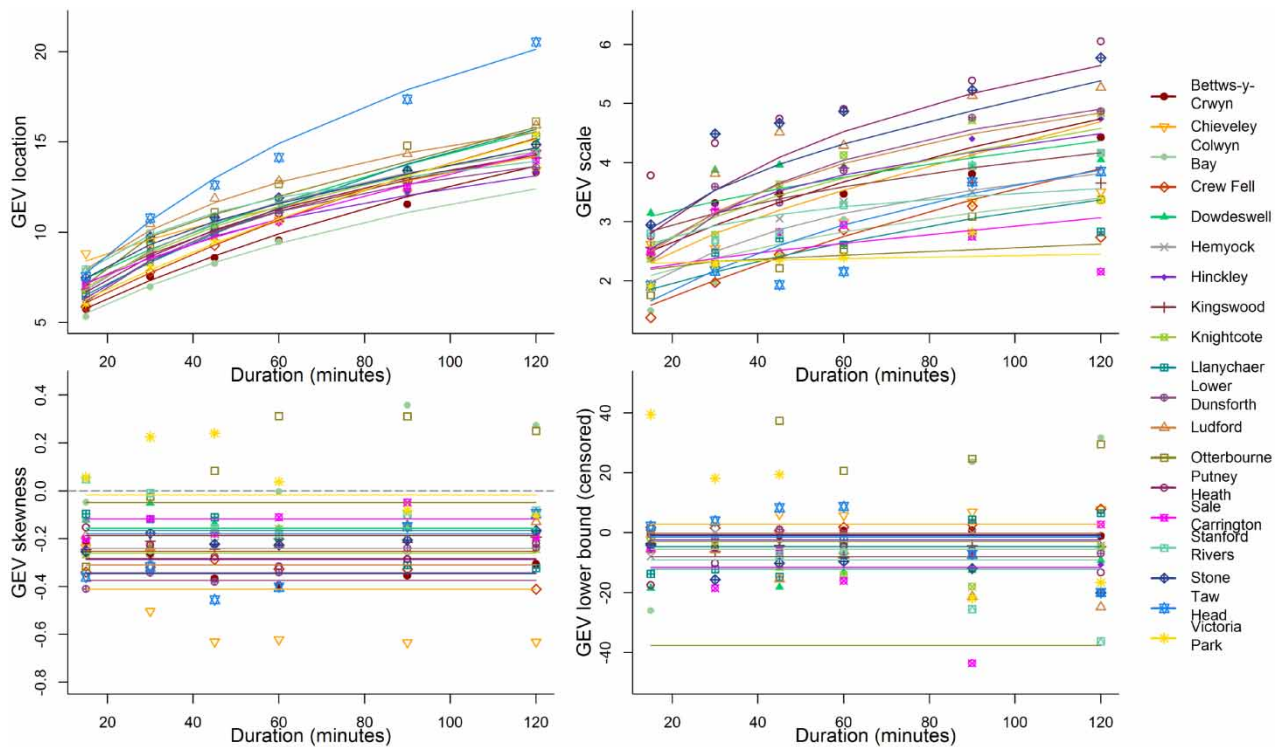 GEV location
20
15
10
5
0
20
40
60
80
100
120
Duration (minutes)
GEV scale
6
5
4
3
2
0
20
40
60
80
100
120
Duration (minutes)
GEV skewness
0.4
0.2
0.0
-0.2
-0.4
-0.6
-0.8
0
20
40
60
80
100
120
Duration (minutes)
GEV lower bound (censored)
40
20
0
-20
-40
0
20
40
60
80
100
120
Duration (minutes)
Bettws-y-
Crwyn
Chieveley
Colwyn
Bay
Crew Fell
Dowdeswell
Hemyock
Hinckley
Kingswood
Knightcote
Llanychaer
Lower
Dunsforth
Ludford
Otterbourne
Putney
Heath
Sale
Carrington
Stanford
Rivers
Stone
Taw
Head
Victoria
Park